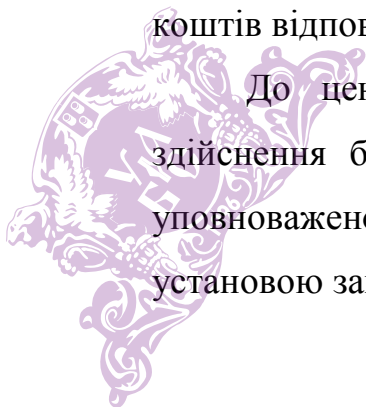 коштів відпов
До цен
здійснення б
уповноважено
установою за